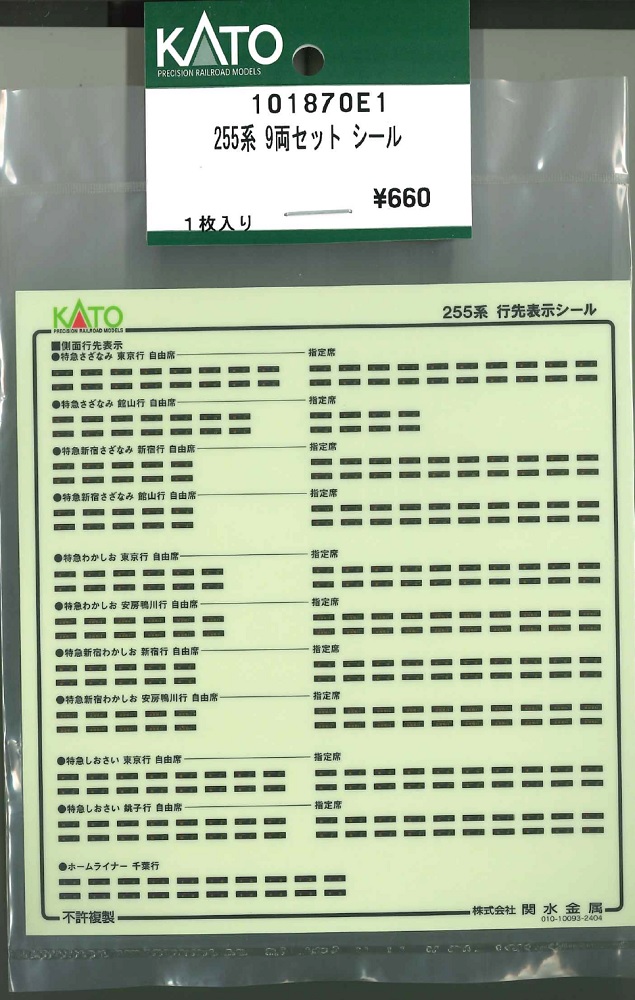 KATO
PRECISION RAILROAD MODELS
101870E1
255系 9両セット シール
¥660
1枚入り
KATO
PRECISION RAILROAD MODELS
255系 行先表示シール
■側面行先表示
●特急さざなみ 東京行 自由席 指定席
●特急さざなみ 館山行 自由席 指定席
●特急新宿さざなみ 新宿行 自由席 指定席
●特急新宿さざなみ 館山行 自由席 指定席
●特急わかしお 東京行 自由席 指定席
●特急わかしお 安房鴨川行 自由席 指定席
●特急新宿わかしお 新宿行 自由席 指定席
●特急新宿わかしお 安房鴨川行 自由席 指定席
●特急しおさい 東京行 自由席 指定席
●特急しおさい 銚子行 自由席 指定席
●ホームライナー 千葉行
不許複製
株式会社 関水金属
010-10093-2404